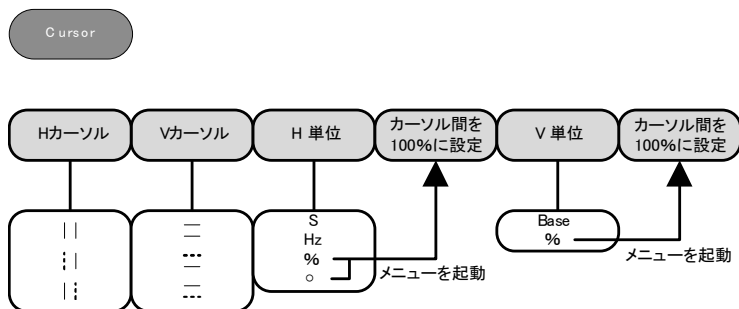 Cursor
Hカーソル
Vカーソル
H 単位
カーソル間を
100%に設定
V 単位
カーソル間を
100%に設定
S
Hz
%
○
メニューを起動
Base
%
メニューを起動